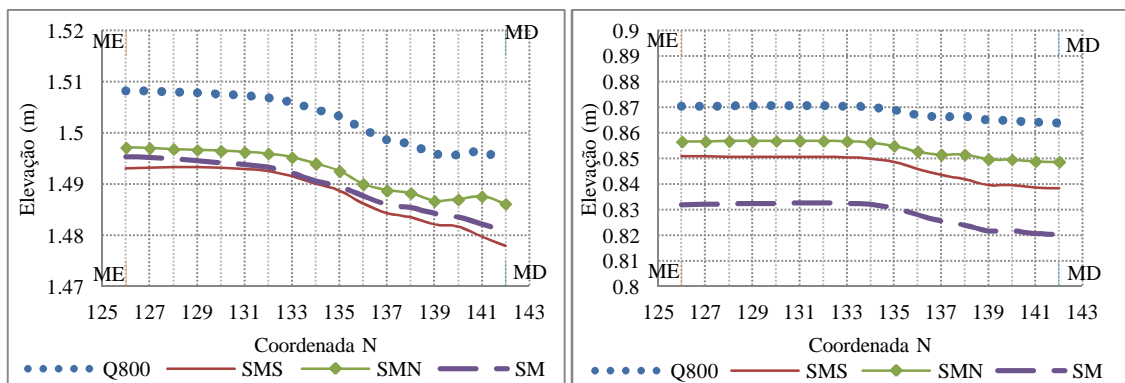 1.52
ME
MD
1.51
1.5
1.49
1.48
ME
MD
1.47
Elevação (m)
125 127 129 131 133 135 137 139 141 143
Coordenada N
Q800 SMS SMN SM
0.9
ME
MD
0.89
0.88
0.87
0.86
0.85
0.84
0.83
0.82
0.81
ME
MD
0.8
Elevação (m)
125 127 129 131 133 135 137 139 141 143
Coordenada N
Q800 SMS SMN SM